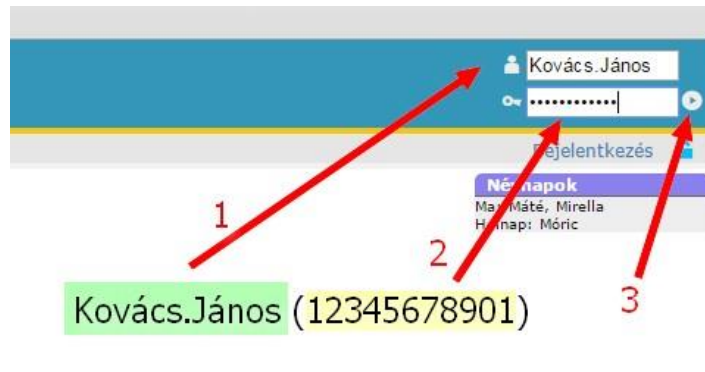 Kovács.János
••••••••••••
Bejelentkezés
Névnapok
Ma: Máté, Mirella
Holnap: Móric
1
2
3
Kovács.János (12345678901)